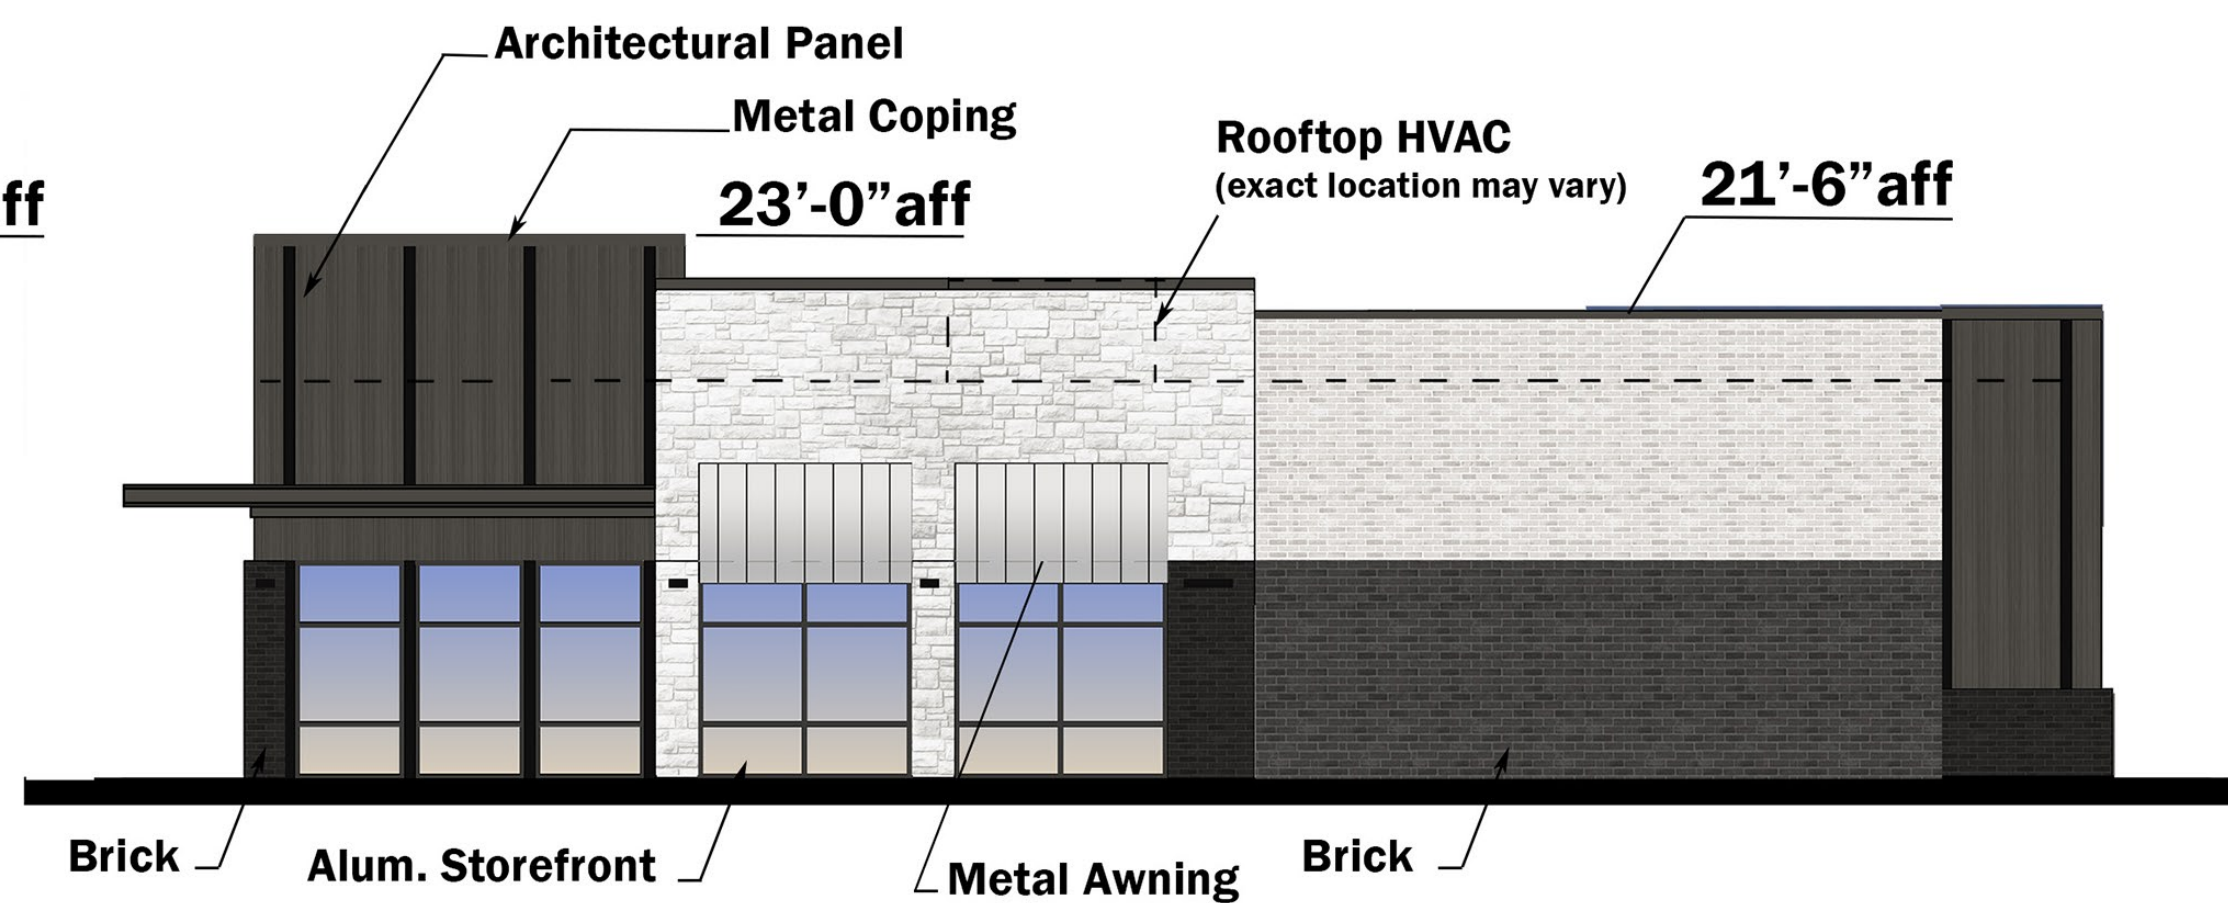 Architectural Panel
Metal Coping
Rooftop HVAC
(exact location may vary)
21’-6”aff
23’-0”aff
ff
Brick
Alum. Storefront
Metal Awning
Brick